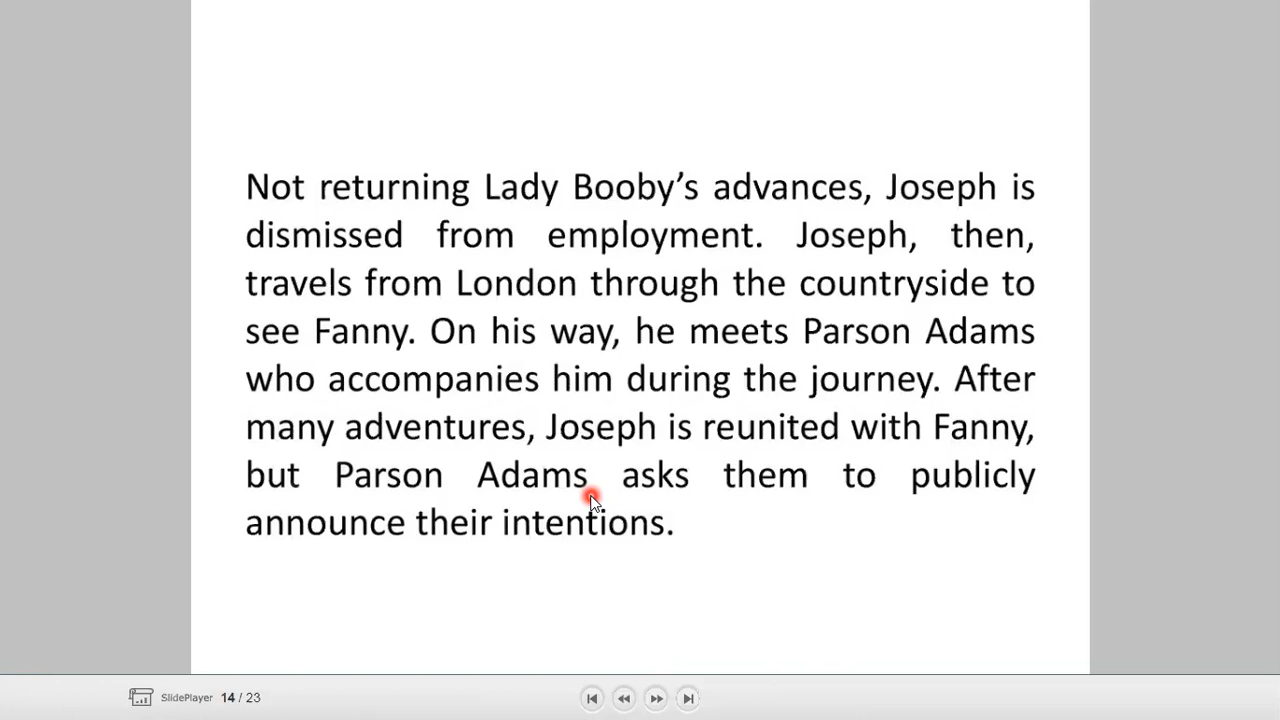 Not returning Lady Booby’s advances, Joseph is
dismissed from employment. Joseph, then,
travels from London through the countryside to
see Fanny. On his way, he meets Parson Adams
who accompanies him during the journey. After
many adventures, Joseph is reunited with Fanny,
but Parson Adams asks them to publicly
announce their intentions.
SlidePlayer 14 / 23